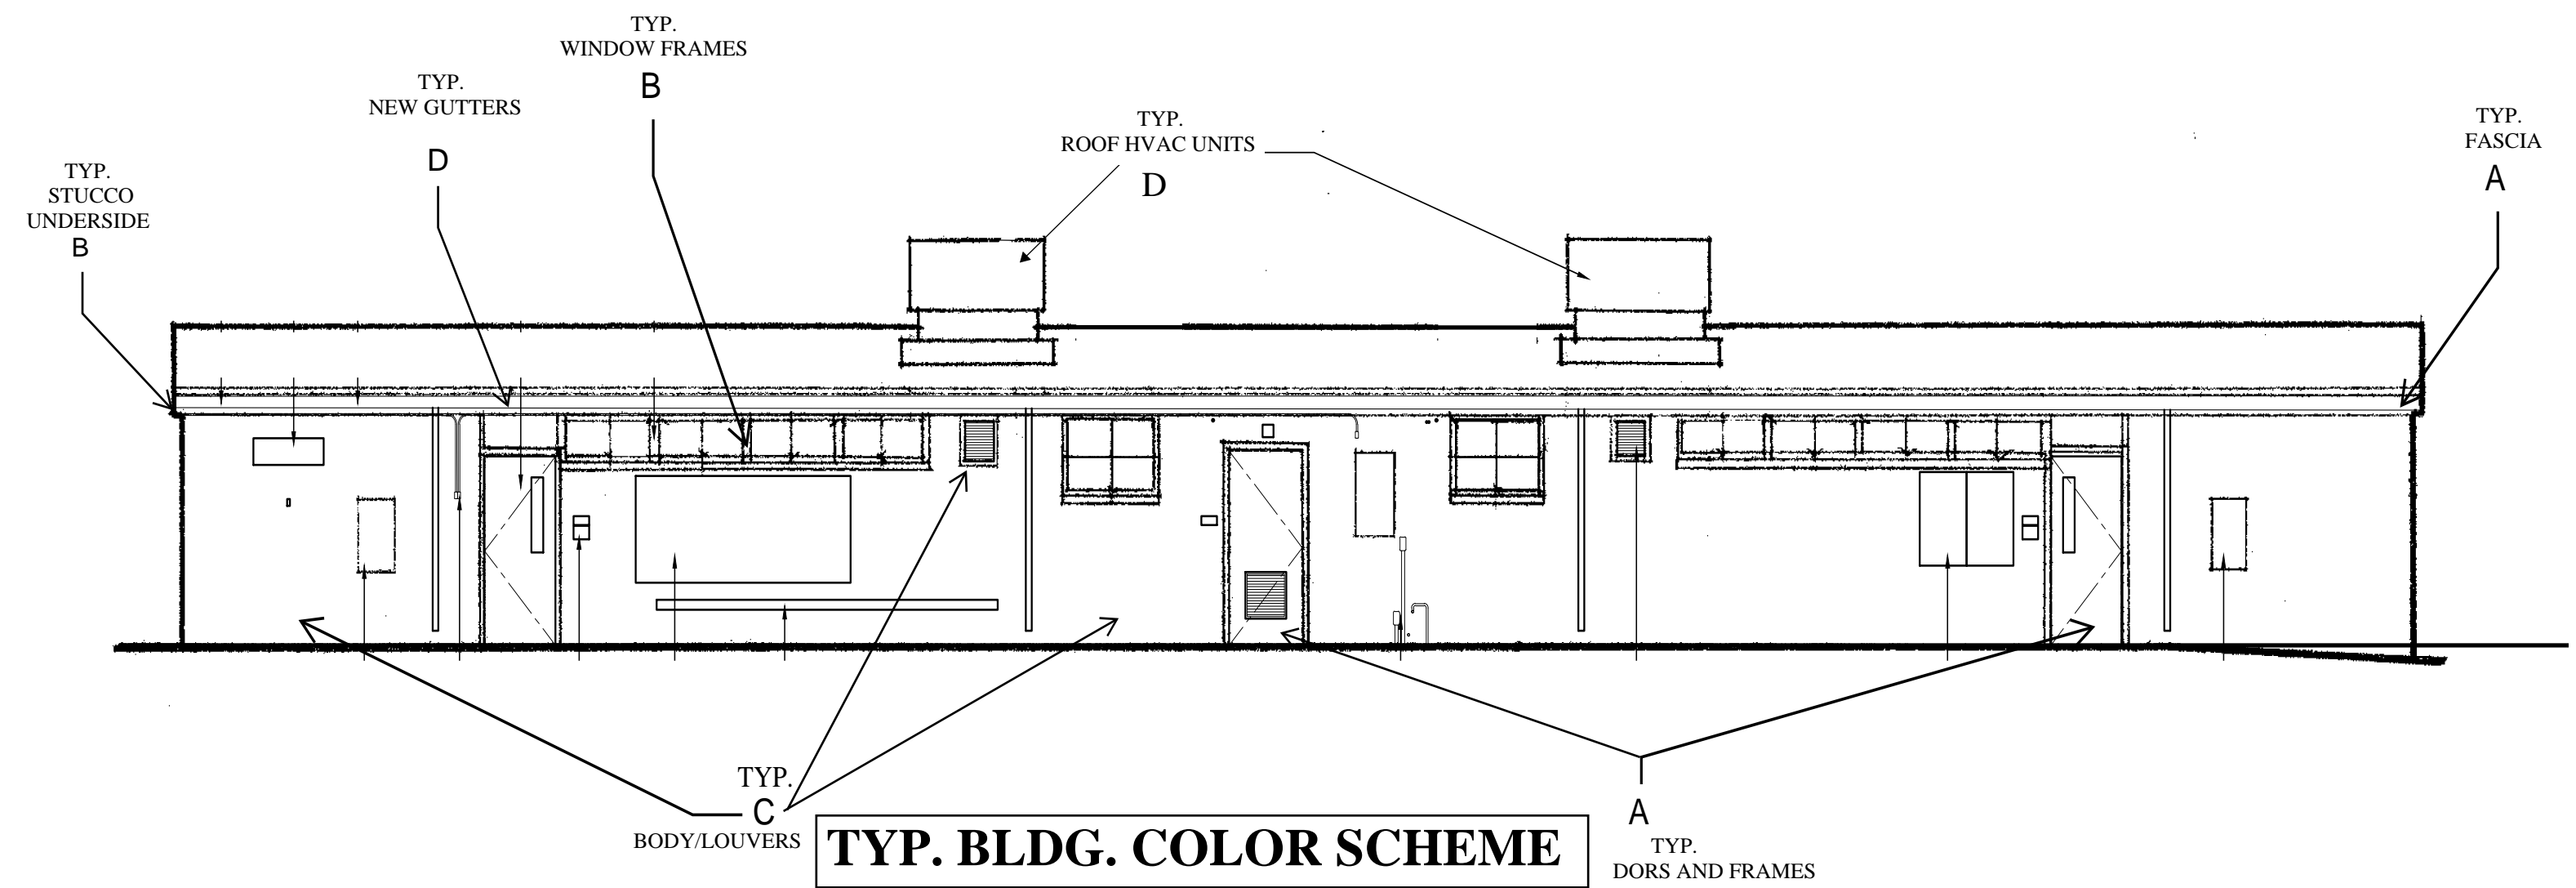 TYP.
WINDOW FRAMES
B
TYP.
NEW GUTTERS
D
TYP.
ROOF HVAC UNITS
D
TYP.
FASCIA
A
TYP.
STUCCO
UNDERSIDE
B
TYP.
C
BODY/LOUVERS
TYP. BLDG. COLOR SCHEME
A
TYP.
DORS AND FRAMES